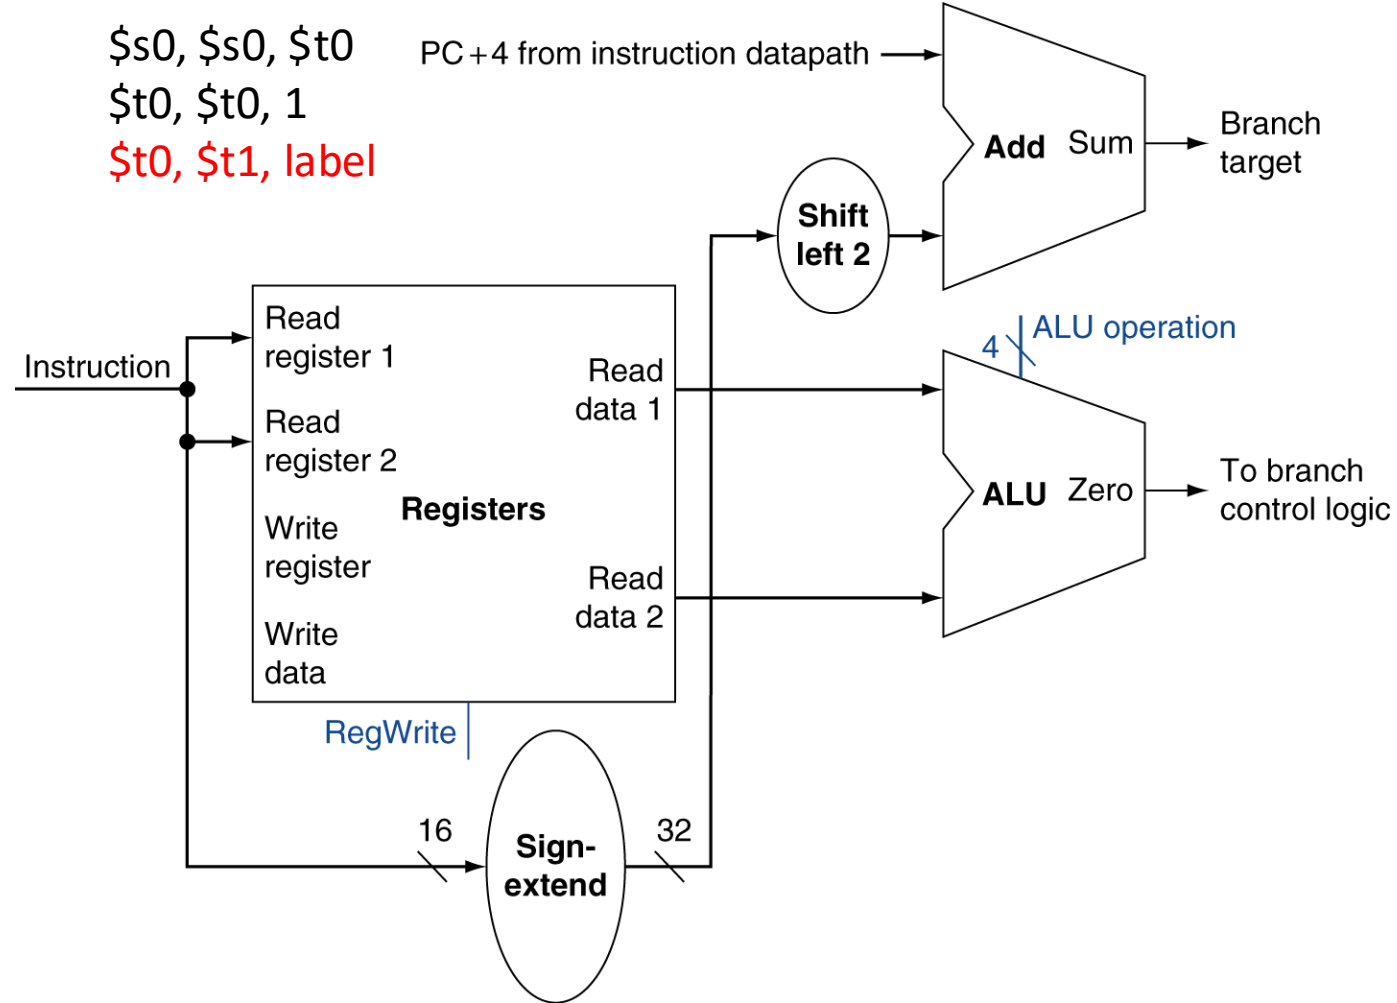 $s0, $s0, $t0
$t0, $t0, 1
$t0, $t1, label
PC+4 from instruction datapath
Add Sum
Branch
target
Shift
left 2
ALU operation
4
Instruction
Read
register 1
Read
register 2
Write
register
Write
data
Registers
Read
data 1
Read
data 2
ALU Zero
To branch
control logic
RegWrite
16
Sign-
extend
32